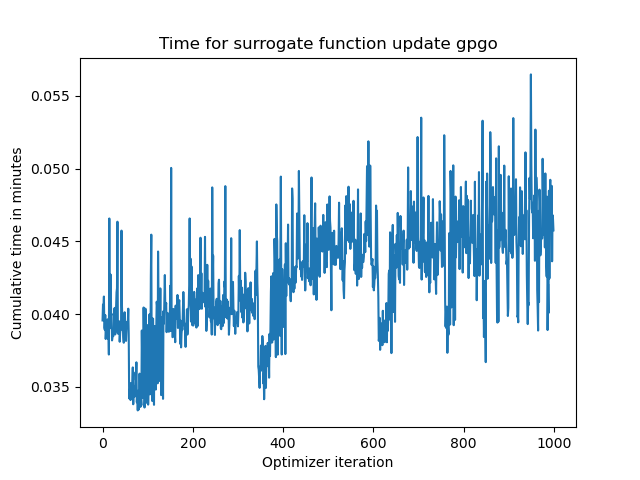 Time for surrogate function update gpgo
0.055
0.050
0.045
0.040
0.035
Cumulative time in minutes
0 200 400 600 800 1000
Optimizer iteration